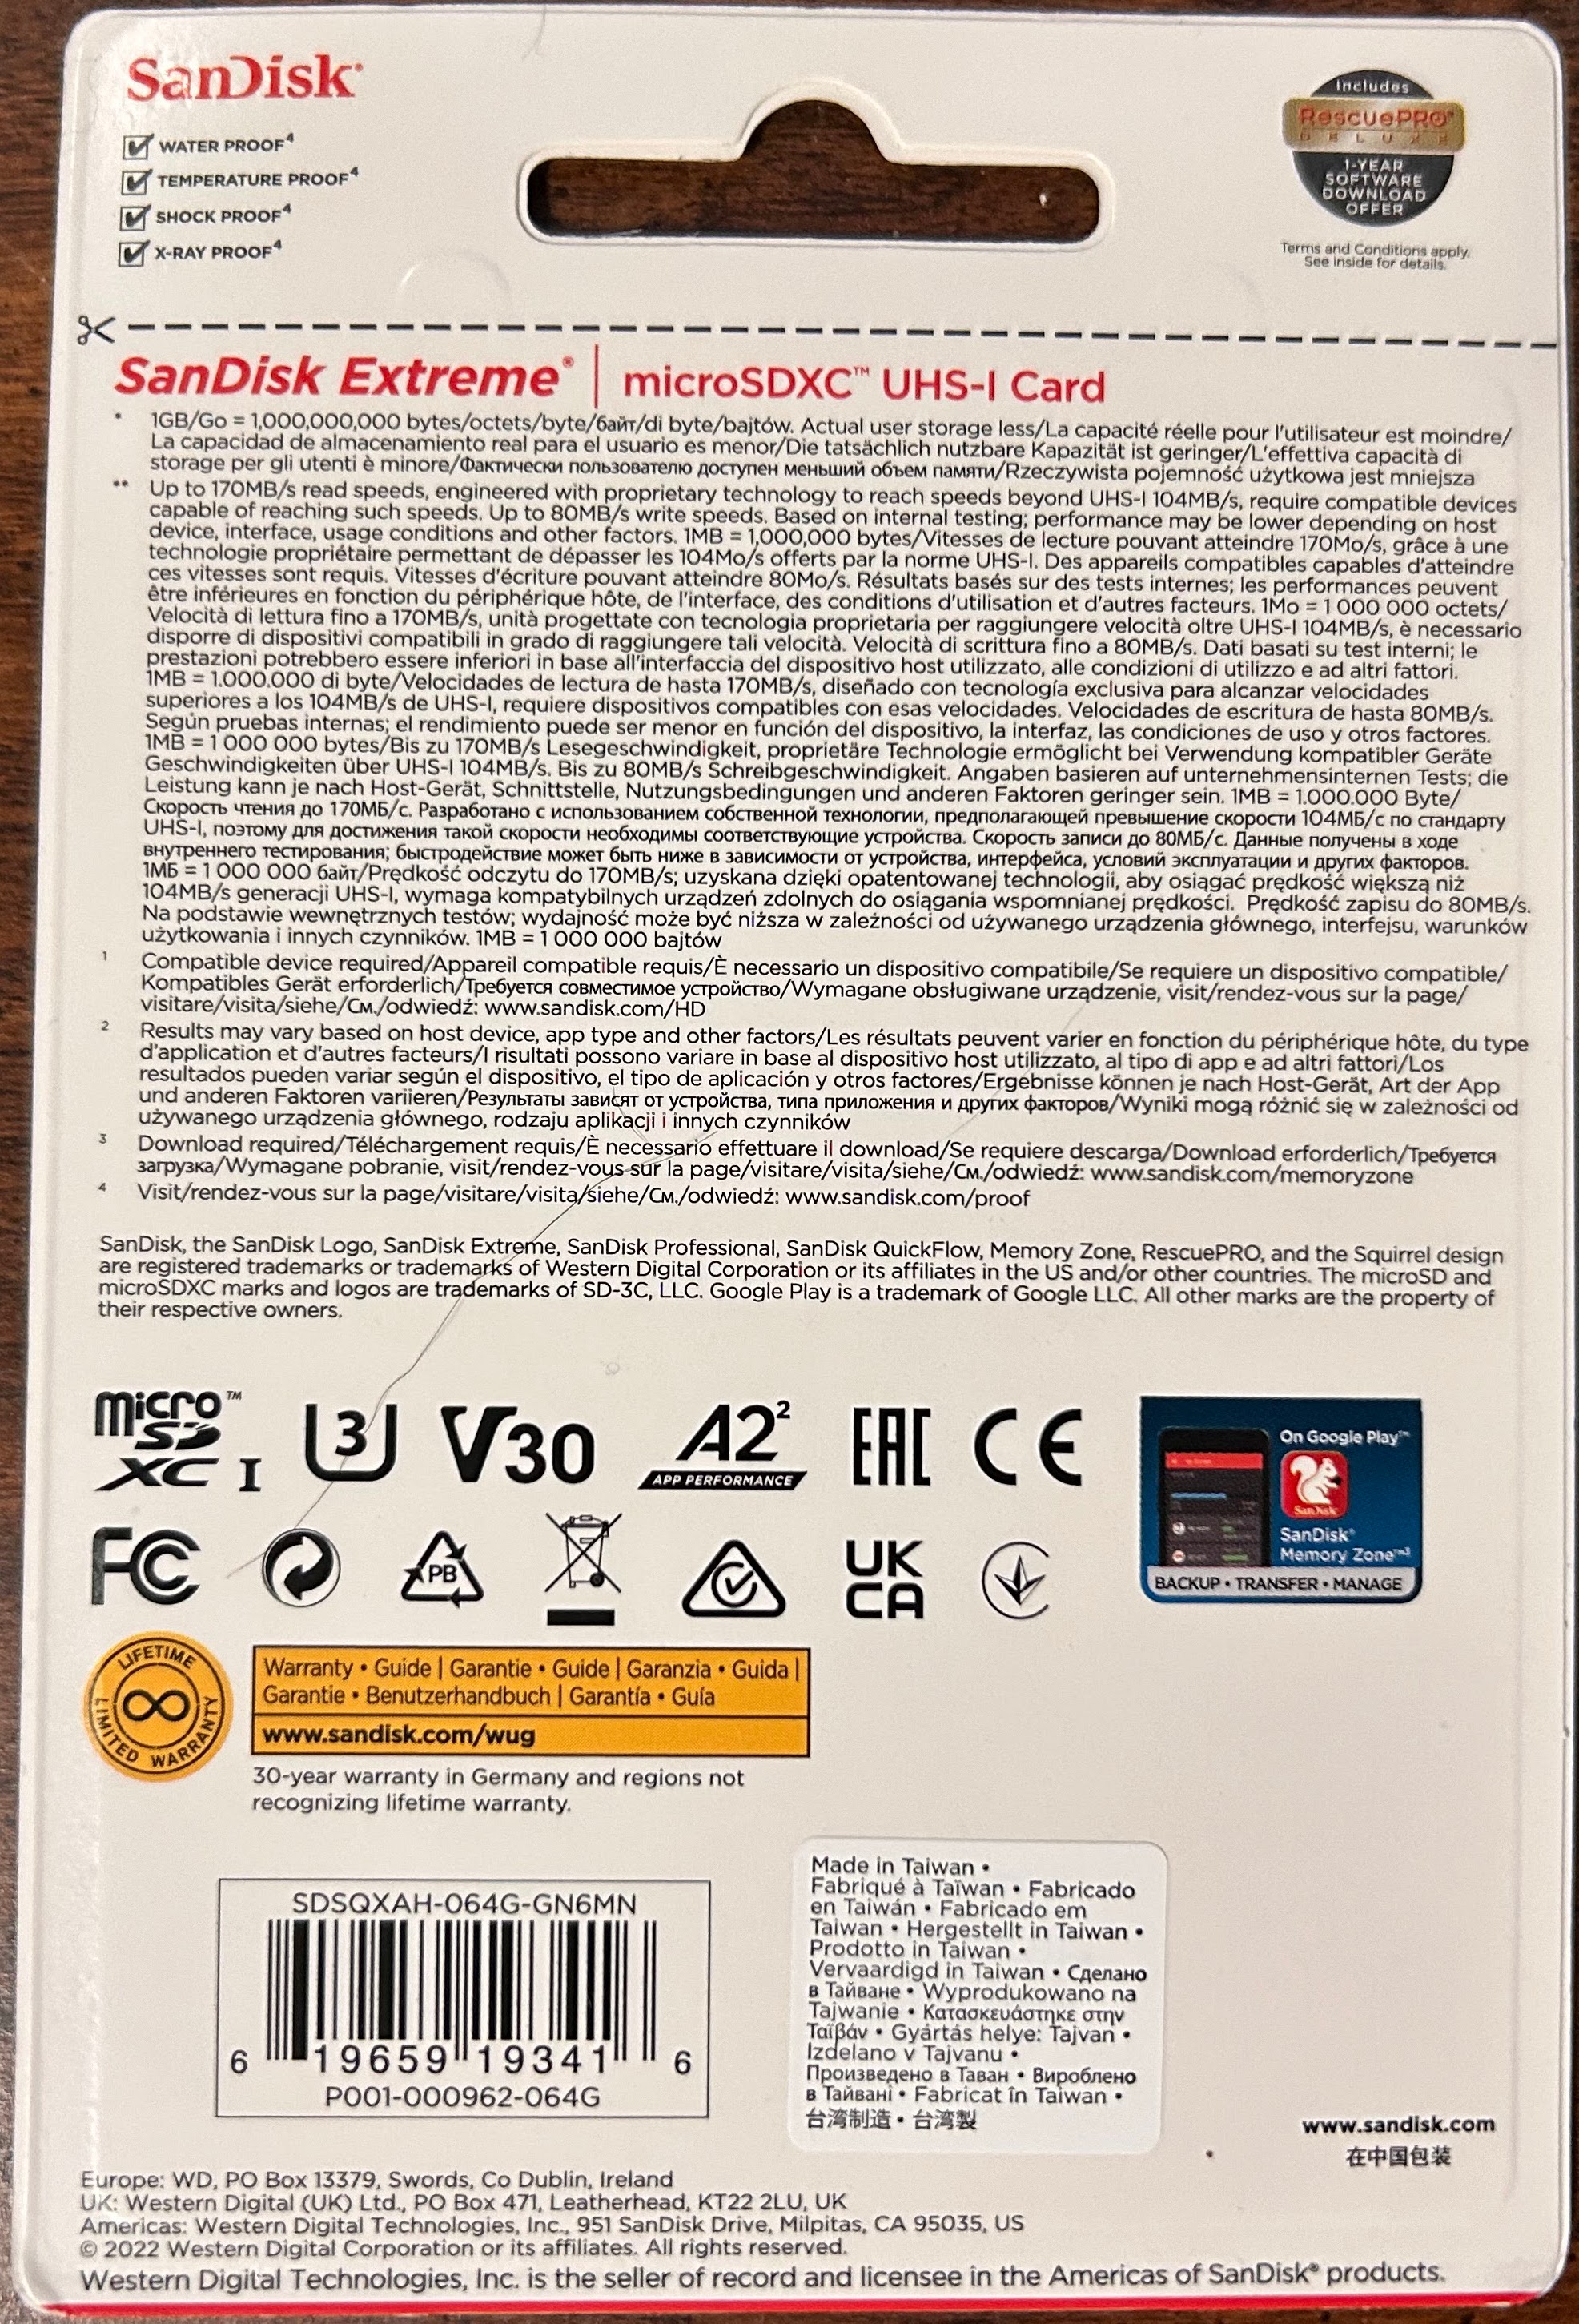 SanDisk®
WATER PROOF⁴
TEMPERATURE PROOF⁴
SHOCK PROOF⁴
X-RAY PROOF⁴
Includes
RescuePRO®
DELUXE
1-YEAR
SOFTWARE
DOWNLOAD
OFFER
Terms and Conditions apply.
See inside for details.
SanDisk Extreme® | microSDXC™ UHS-I Card
* 1GB/Go = 1,000,000,000 bytes/octets/byte/байт/di byte/bajtów. Actual user storage less/La capacité réelle pour l'utilisateur est moindre/
La capacidad de almacenamiento real para el usuario es menor/Die tatsächlich nutzbare Kapazität ist geringer/L'effettiva capacità di
storage per gli utenti è minore/Фактически пользователю доступен меньший объем памяти/Rzeczywista pojemność użytkowa jest mniejsza
** Up to 170MB/s read speeds, engineered with proprietary technology to reach speeds beyond UHS-I 104MB/s, require compatible devices
capable of reaching such speeds. Up to 80MB/s write speeds. Based on internal testing; performance may be lower depending on host
device, interface, usage conditions and other factors. 1MB = 1,000,000 bytes/Vitesses de lecture pouvant atteindre 170Mo/s, grâce à une
technologie propriétaire permettant de dépasser les 104Mo/s offerts par la norme UHS-I. Des appareils compatibles capables d'atteindre
ces vitesses sont requis. Vitesses d'écriture pouvant atteindre 80Mo/s. Résultats basés sur des tests internes; les performances peuvent
être inférieures en fonction du périphérique hôte, de l'interface, des conditions d'utilisation et d'autres facteurs. 1Mo = 1 000 000 octets/
Velocità di lettura fino a 170MB/s, unità progettate con tecnologia proprietaria per raggiungere velocità oltre UHS-I 104MB/s, è necessario
disporre di dispositivi compatibili in grado di raggiungere tali velocità. Velocità di scrittura fino a 80MB/s. Dati basati su test interni; le
prestazioni potrebbero essere inferiori in base all'interfaccia del dispositivo host utilizzato, alle condizioni di utilizzo e ad altri fattori.
1MB = 1.000.000 di byte/Velocidades de lectura de hasta 170MB/s, diseñado con tecnología exclusiva para alcanzar velocidades
superiores a los 104MB/s de UHS-I, requiere dispositivos compatibles con esas velocidades. Velocidades de escritura de hasta 80MB/s.
Según pruebas internas; el rendimiento puede ser menor en función del dispositivo, la interfaz, las condiciones de uso y otros factores.
1MB = 1 000 000 bytes/Bis zu 170MB/s Lesegeschwindigkeit, proprietäre Technologie ermöglicht bei Verwendung kompatibler Geräte
Geschwindigkeiten über UHS-I 104MB/s. Bis zu 80MB/s Schreibgeschwindigkeit. Angaben basieren auf unternehmensinternen Tests; die
Leistung kann je nach Host-Gerät, Schnittstelle, Nutzungsbedingungen und anderen Faktoren geringer sein. 1MB = 1.000.000 Byte/
Скорость чтения до 170МБ/с. Разработано с использованием собственной технологии, предполагающей превышение скорости 104МБ/с по стандарту
UHS-I, поэтому для достижения такой скорости необходимы соответствующие устройства. Скорость записи до 80МБ/с. Данные получены в ходе
внутреннего тестирования; быстродействие может быть ниже в зависимости от устройства, интерфейса, условий эксплуатации и других факторов.
1МБ = 1 000 000 байт/Prędkość odczytu do 170MB/s; uzyskana dzięki opatentowanej technologii, aby osiągać prędkość większą niż
104MB/s generacji UHS-I, wymaga kompatybilnych urządzeń zdolnych do osiągania wspomnianej prędkości. Prędkość zapisu do 80MB/s.
Na podstawie wewnętrznych testów; wydajność może być niższa w zależności od używanego urządzenia głównego, interfejsu, warunków
użytkowania i innych czynników. 1MB = 1 000 000 bajtów
1 Compatible device required/Appareil compatible requis/È necessario un dispositivo compatibile/Se requiere un dispositivo compatible/
Kompatibles Gerät erforderlich/Требуется совместимое устройство/Wymagane obsługiwane urządzenie, visit/rendez-vous sur la page/
visitare/visita/siehe/См./odwiedź: www.sandisk.com/HD
2 Results may vary based on host device, app type and other factors/Les résultats peuvent varier en fonction du périphérique hôte, du type
d'application et d'autres facteurs/I risultati possono variare in base al dispositivo host utilizzato, al tipo di app e ad altri fattori/Los
resultados pueden variar según el dispositivo, el tipo de aplicación y otros factores/Ergebnisse können je nach Host-Gerät, Art der App
und anderen Faktoren variieren/Результаты зависят от устройства, типа приложения и других факторов/Wyniki mogą różnić się w zależności od
używanego urządzenia głównego, rodzaju aplikacji i innych czynników
3 Download required/Téléchargement requis/È necessario effettuare il download/Se requiere descarga/Download erforderlich/Требуется
загрузка/Wymagane pobranie, visit/rendez-vous sur la page/visitare/visita/siehe/См./odwiedź: www.sandisk.com/memoryzone
4 Visit/rendez-vous sur la page/visitare/visita/siehe/См./odwiedź: www.sandisk.com/proof
SanDisk, the SanDisk Logo, SanDisk Extreme, SanDisk Professional, SanDisk QuickFlow, Memory Zone, RescuePRO, and the Squirrel design
are registered trademarks or trademarks of Western Digital Corporation or its affiliates in the US and/or other countries. The microSD and
microSDXC marks and logos are trademarks of SD-3C, LLC. Google Play is a trademark of Google LLC. All other marks are the property of
their respective owners.
micro SD XC™ I
U3
V30
A2²
APP PERFORMANCE
EAC
CE
On Google Play™
SanDisk
SanDisk®
Memory Zone™³
BACKUP • TRANSFER • MANAGE
FC
PB
UK
CA
LIFETIME
LIMITED WARRANTY
Warranty • Guide | Garantie • Guide | Garanzia • Guida |
Garantie • Benutzerhandbuch | Garantía • Guía
www.sandisk.com/wug
30-year warranty in Germany and regions not
recognizing lifetime warranty.
SDSQXAH-064G-GN6MN
6 19659 19341 6
P001-000962-064G
Made in Taiwan •
Fabriqué à Taïwan • Fabricado
en Taiwán • Fabricado em
Taiwan • Hergestellt in Taiwan •
Prodotto in Taiwan •
Vervaardigd in Taiwan • Сделано
в Тайване • Wyprodukowano na
Tajwanie • Κατασκευάστηκε στην
Ταϊβάν • Gyártás helye: Tajvan •
Izdelano v Tajvanu •
Произведено в Таван • Вироблено
в Тайвані • Fabricat în Taiwan •
台湾制造 • 台湾製
www.sandisk.com
在中国包装
Europe: WD, PO Box 13379, Swords, Co Dublin, Ireland
UK: Western Digital (UK) Ltd., PO Box 471, Leatherhead, KT22 2LU, UK
Americas: Western Digital Technologies, Inc., 951 SanDisk Drive, Milpitas, CA 95035, US
© 2022 Western Digital Corporation or its affiliates. All rights reserved.
Western Digital Technologies, Inc. is the seller of record and licensee in the Americas of SanDisk® products.